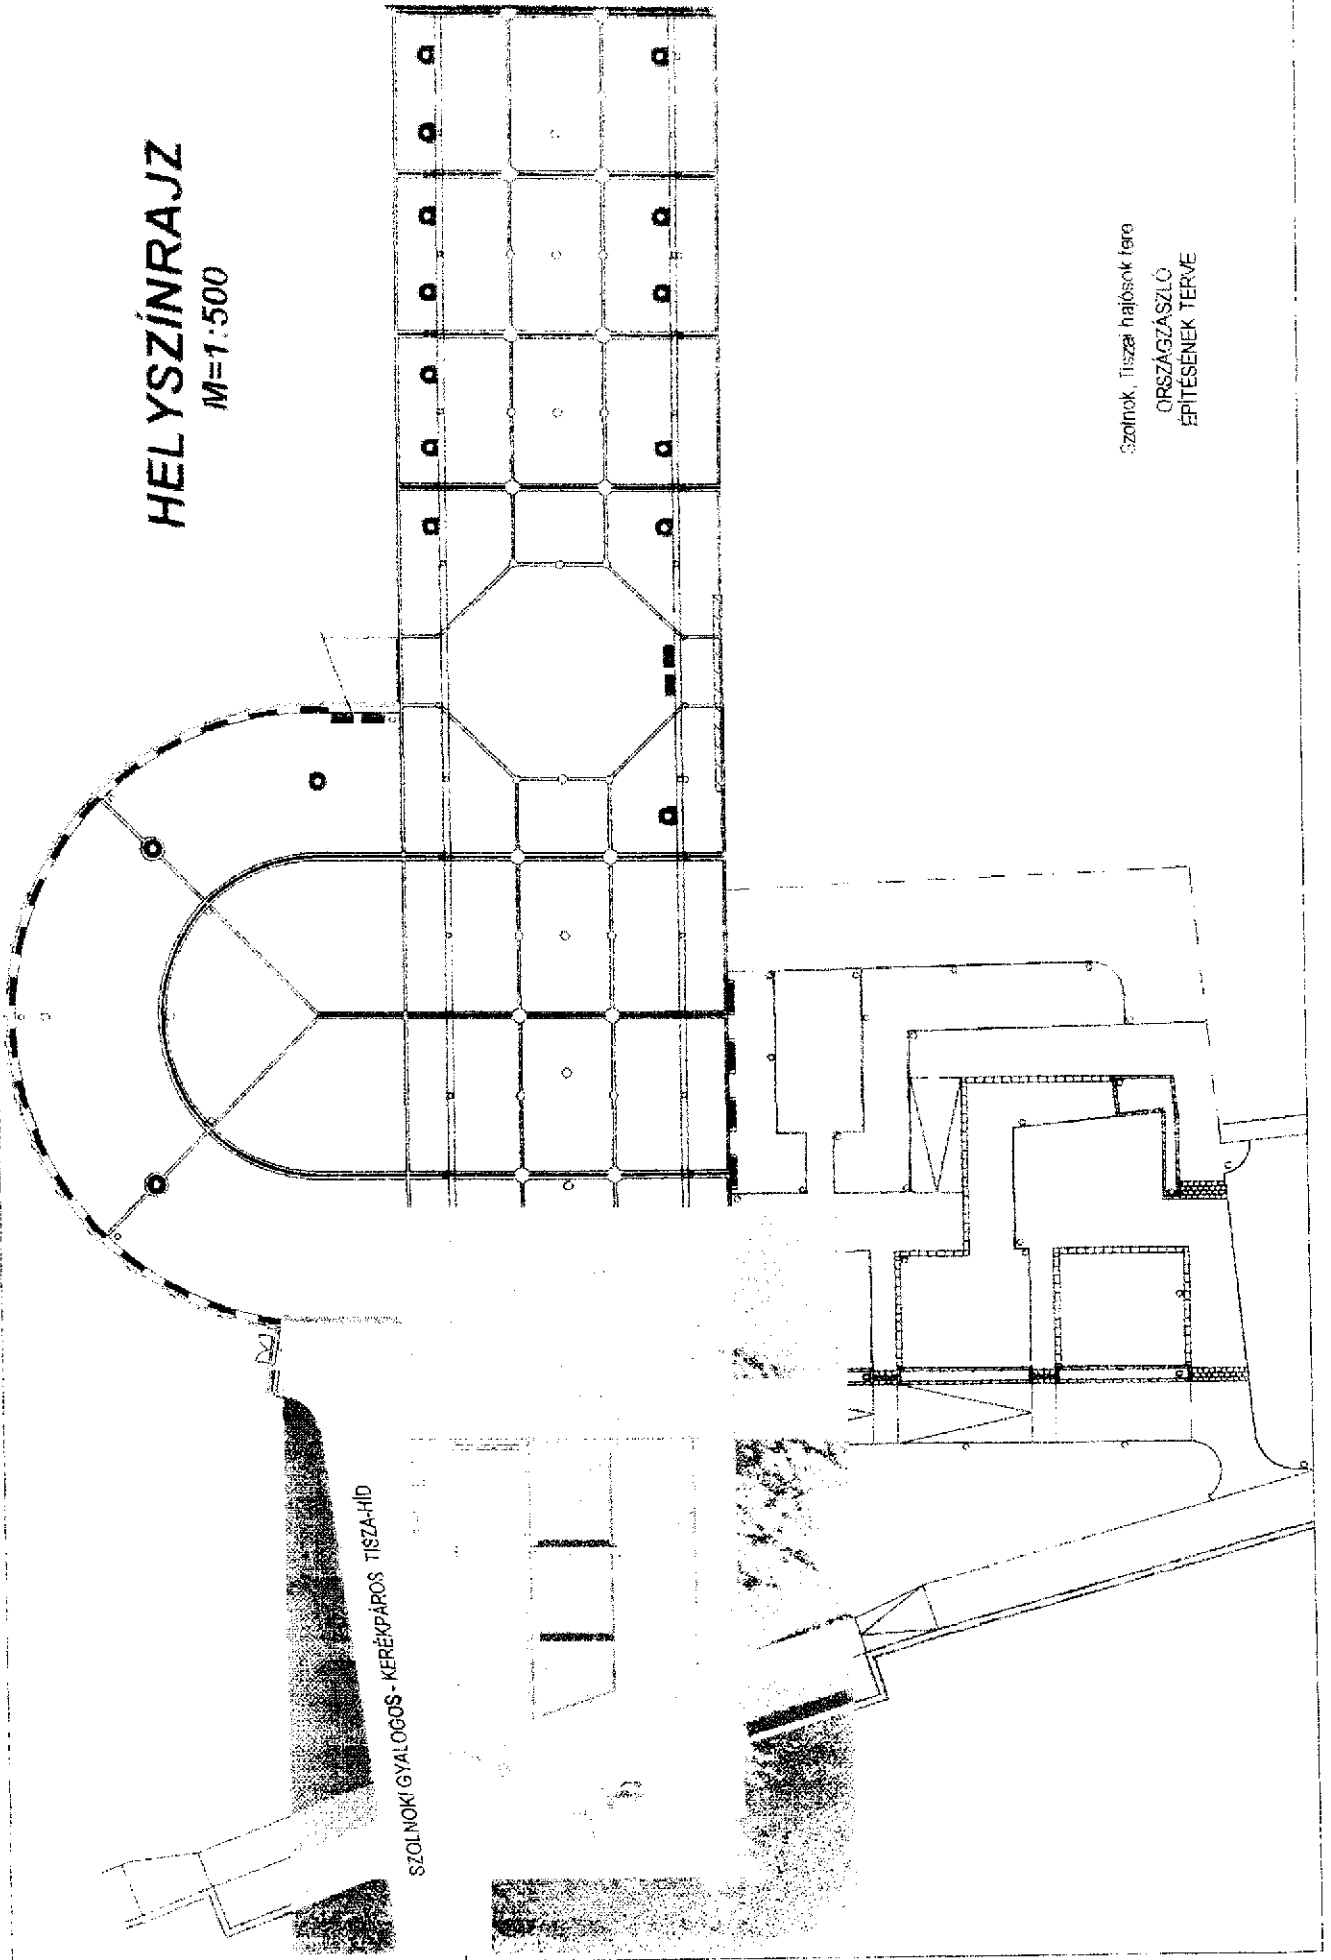 HELYSZÍNRAJZ
M=1:500
SZOLNOKI GYALOGOS - KERÉKPÁROS TISZA-HÍD
Szolnok, Tiszai hajósok tere
ORSZÁGZÁSZLÓ
ÉPÍTÉSÉNEK TERVE